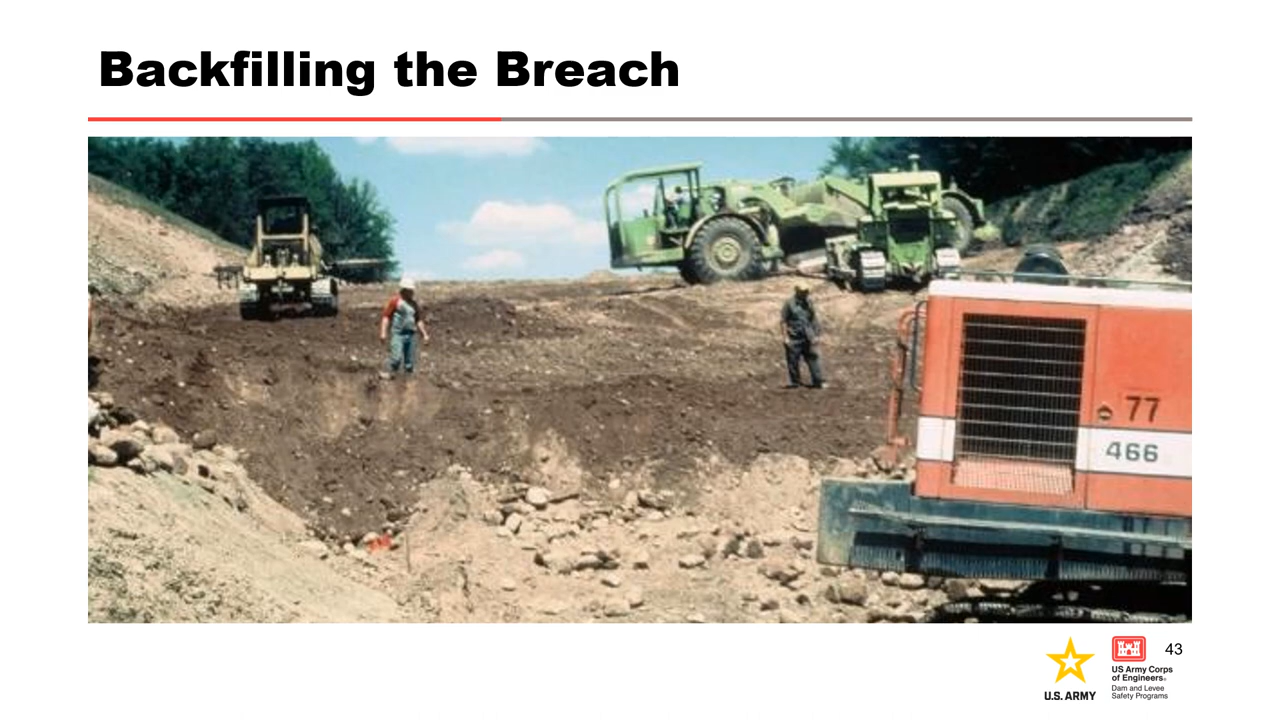 Backfilling the Breach
77
466
43
U.S. ARMY
US Army Corps
of Engineers®
Dam and Levee
Safety Programs